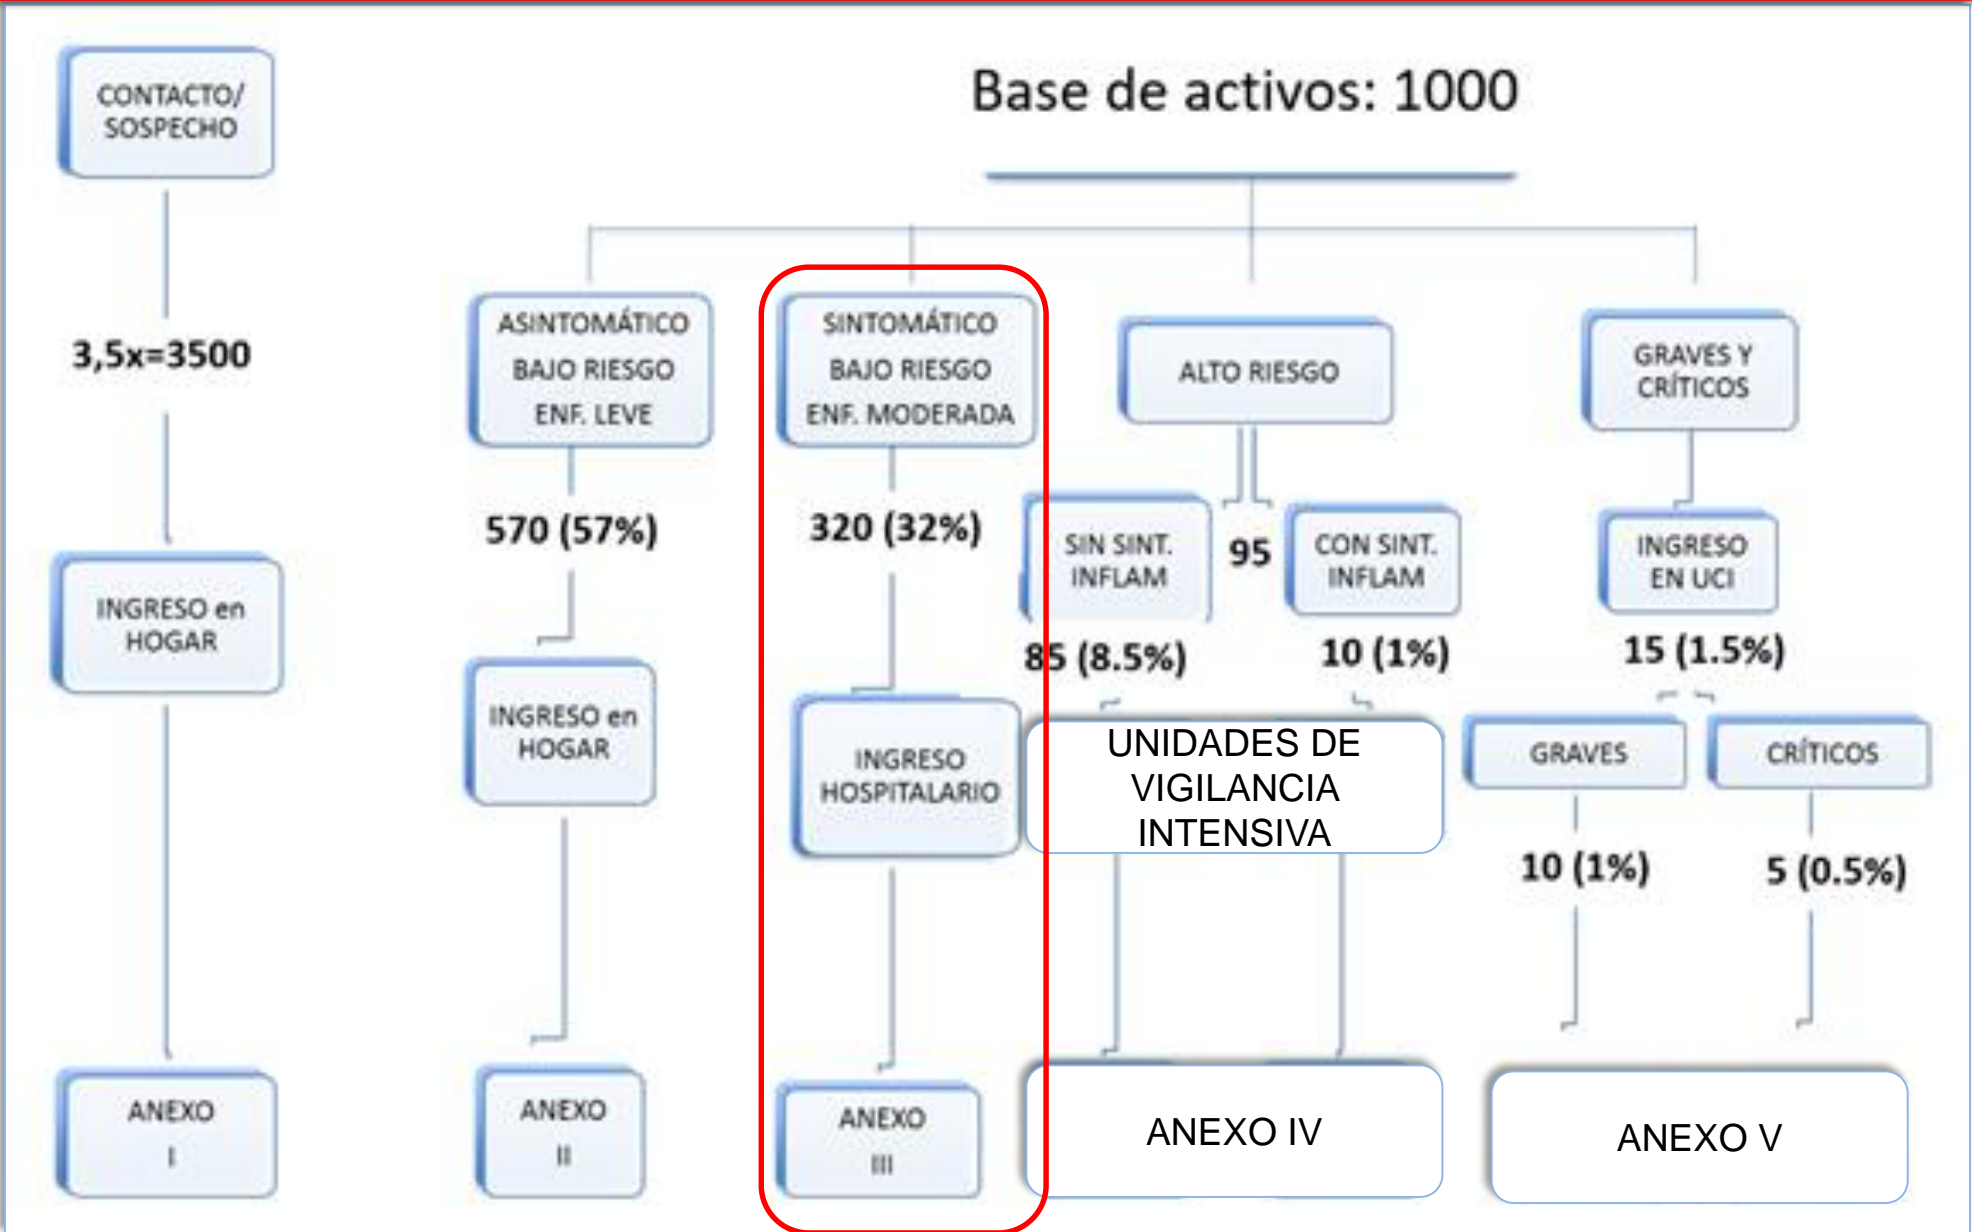 Base de activos: 1000
CONTACTO/
SOSPECHO
3,5x=3500
INGRESO en
HOGAR
ANEXO
I
ASINTOMÁTICO
BAJO RIESGO
ENF. LEVE
570 (57%)
INGRESO en
HOGAR
ANEXO
II
SINTOMÁTICO
BAJO RIESGO
ENF. MODERADA
320 (32%)
INGRESO
HOSPITALARIO
ANEXO
III
ALTO RIESGO
95
SIN SINT.
INFLAM
85 (8.5%)
CON SINT.
INFLAM
10 (1%)
UNIDADES DE
VIGILANCIA
INTENSIVA
ANEXO IV
GRAVES Y
CRÍTICOS
INGRESO
EN UCI
15 (1.5%)
GRAVES
10 (1%)
CRÍTICOS
5 (0.5%)
ANEXO V